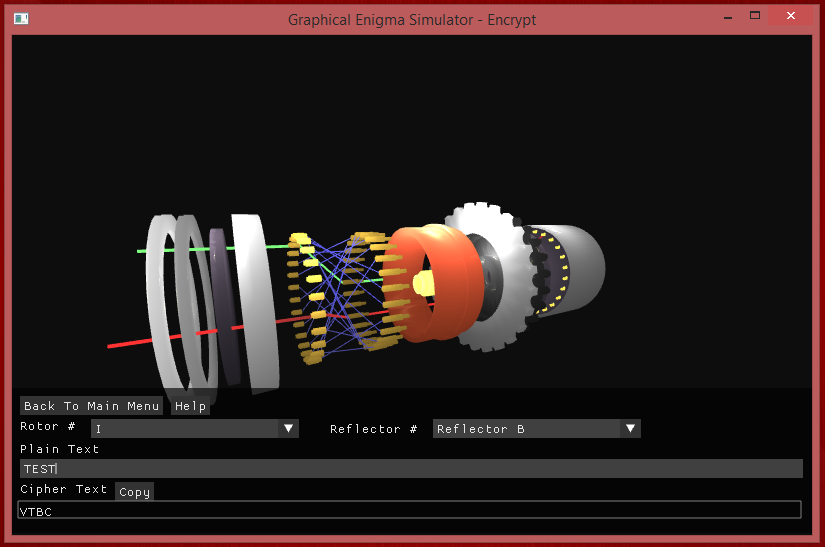 Graphical Enigma Simulator - Encrypt
Back To Main Menu Help
Rotor # I Reflector # Reflector B
Plain Text
TEST
Cipher Text Copy
VTBC